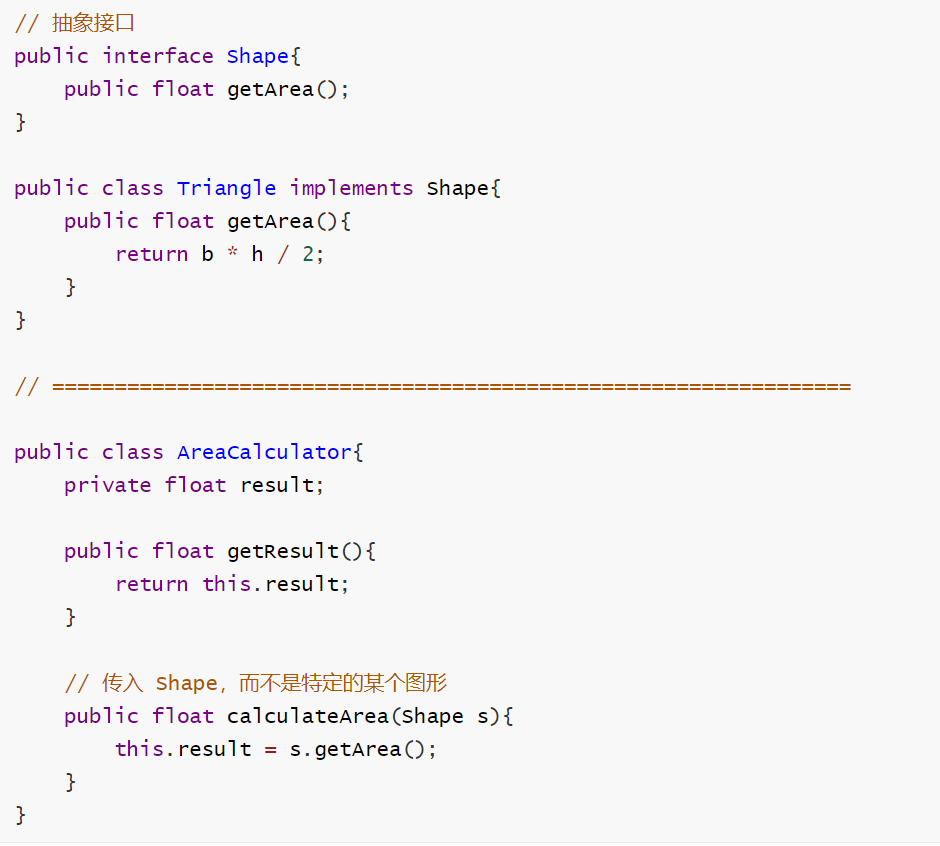 // 抽象接口
public interface Shape{
    public float getArea();
}

public class Triangle implements Shape{
    public float getArea(){
        return b * h / 2;
    }
}

// ================================================================

public class AreaCalculator{
    private float result;

    public float getResult(){
        return this.result;
    }

    // 传入 Shape, 而不是特定的某个图形
    public float calculateArea(Shape s){
        this.result = s.getArea();
    }
}